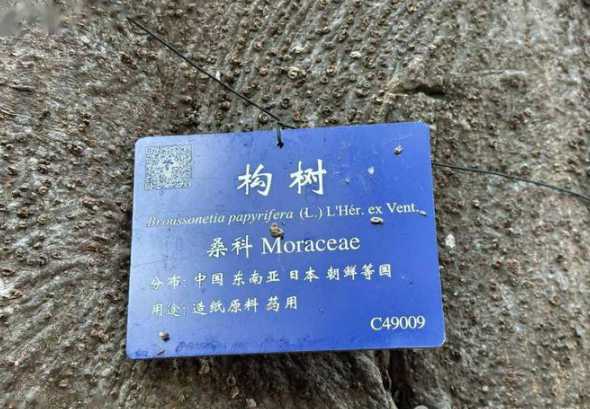 构树
Broussonetia papyrifera (L.) L'Hér. ex Vent.
桑科 Moraceae
分布: 中国 东南亚 日本 朝鲜等国
用途: 造纸原料 药用
C49009